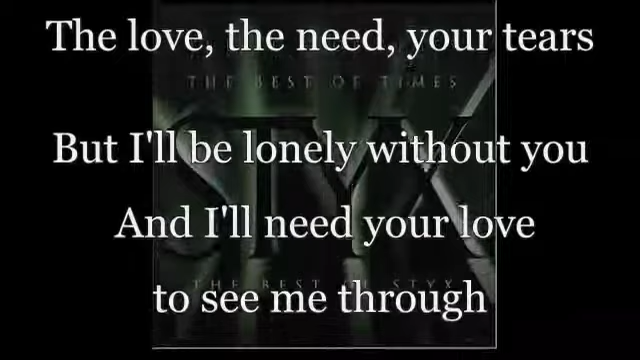 The love, the need, your tears
THE BEST OF TIMES
STYX
But I'll be lonely without you
And I'll need your love
THE BEST OF STYX
to see me through